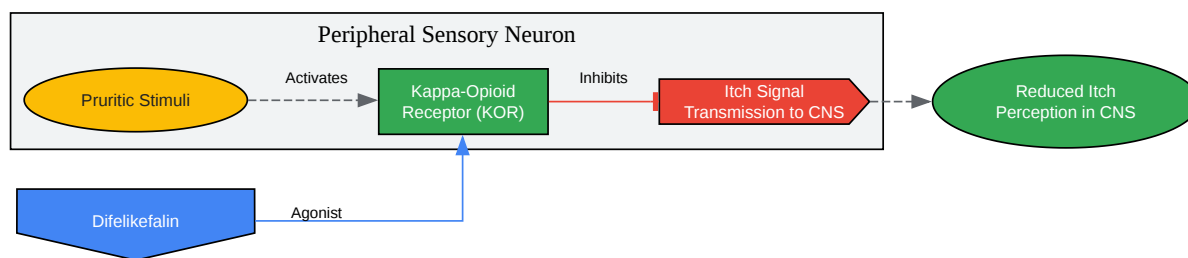 Peripheral Sensory Neuron
Pruritic Stimuli
Activates
Kappa-Opioid
Receptor (KOR)
Inhibits
Itch Signal
Transmission to CNS
Reduced Itch
Perception in CNS
Difelikefalin
Agonist